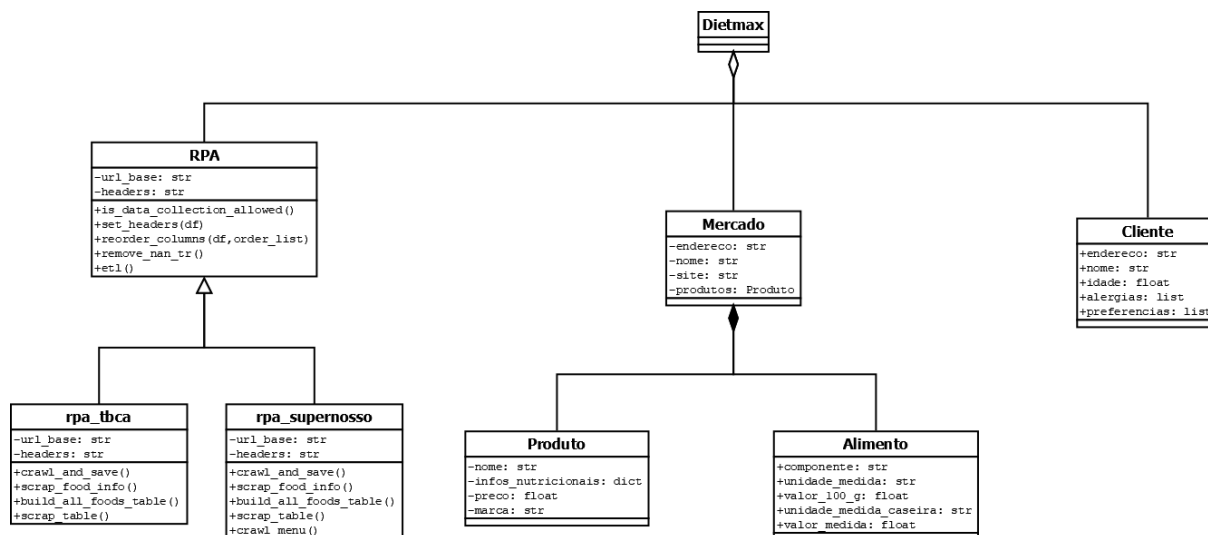 Dietmax
RPA
-url_base: str
-headers: str
+is_data_collection_allowed()
+set_headers(df)
+reorder_columns(df,order_list)
+remove_nan_tr()
+etl()
Mercado
-endereco: str
-nome: str
-site: str
-produtos: Produto
Cliente
+endereco: str
+nome: str
+idade: float
+alergias: list
+preferencias: list
rpa_tbca
-url_base: str
-headers: str
+crawl_and_save()
+scrap_food_info()
+build_all_foods_table()
+scrap_table()
rpa_supernosso
-url_base: str
-headers: str
+crawl_and_save()
+scrap_food_info()
+build_all_foods_table()
+scrap_table()
+crawl_menu()
Produto
-nome: str
-infos_nutricionais: dict
-preco: float
-marca: str
Alimento
+componente: str
+unidade_medida: str
+valor_100_g: float
+unidade_medida_caseira: str
+valor_medida: float